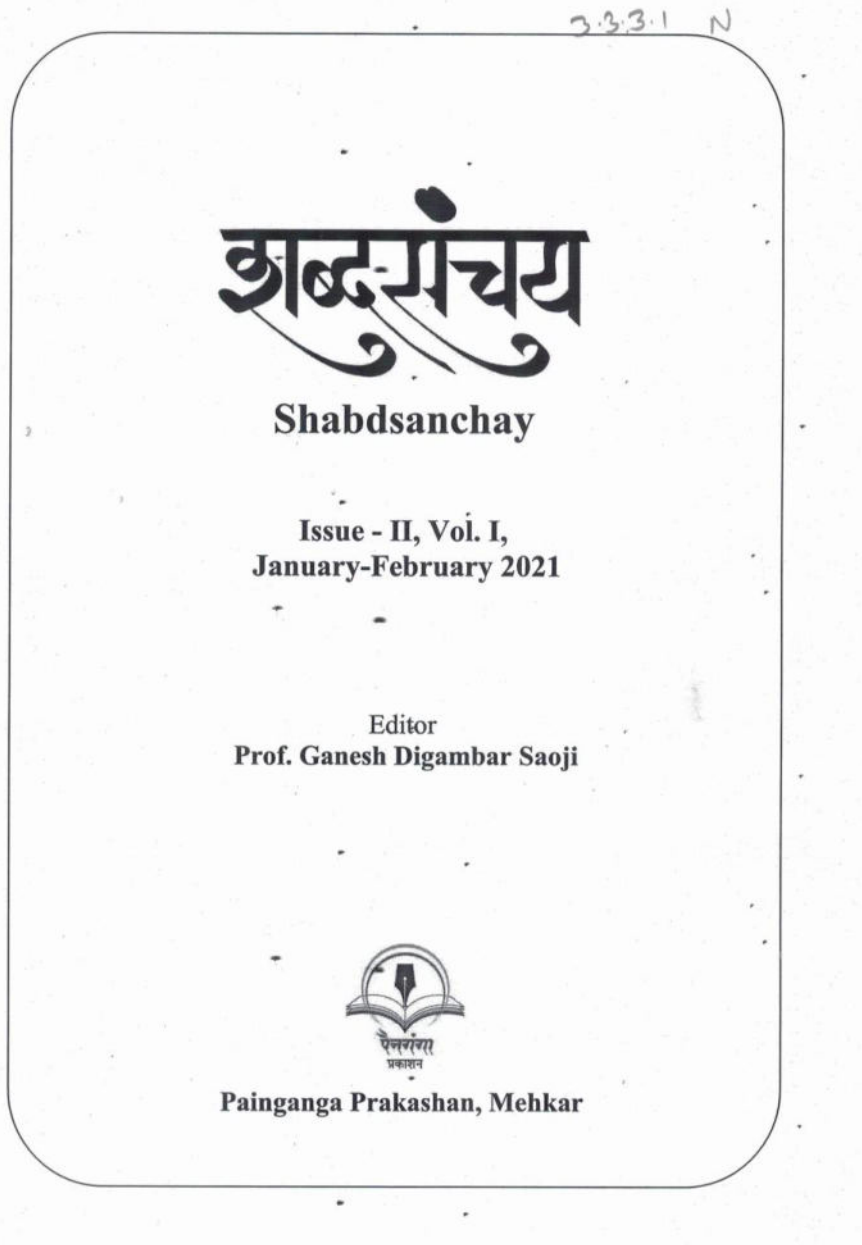 3.3.3.1 N
शब्दसंचय
Shabdsanchay
Issue - II, Vol. I,
January-February 2021
Editor
Prof. Ganesh Digambar Saoji
पैनगंगा
प्रकाशन
Painganga Prakashan, Mehkar